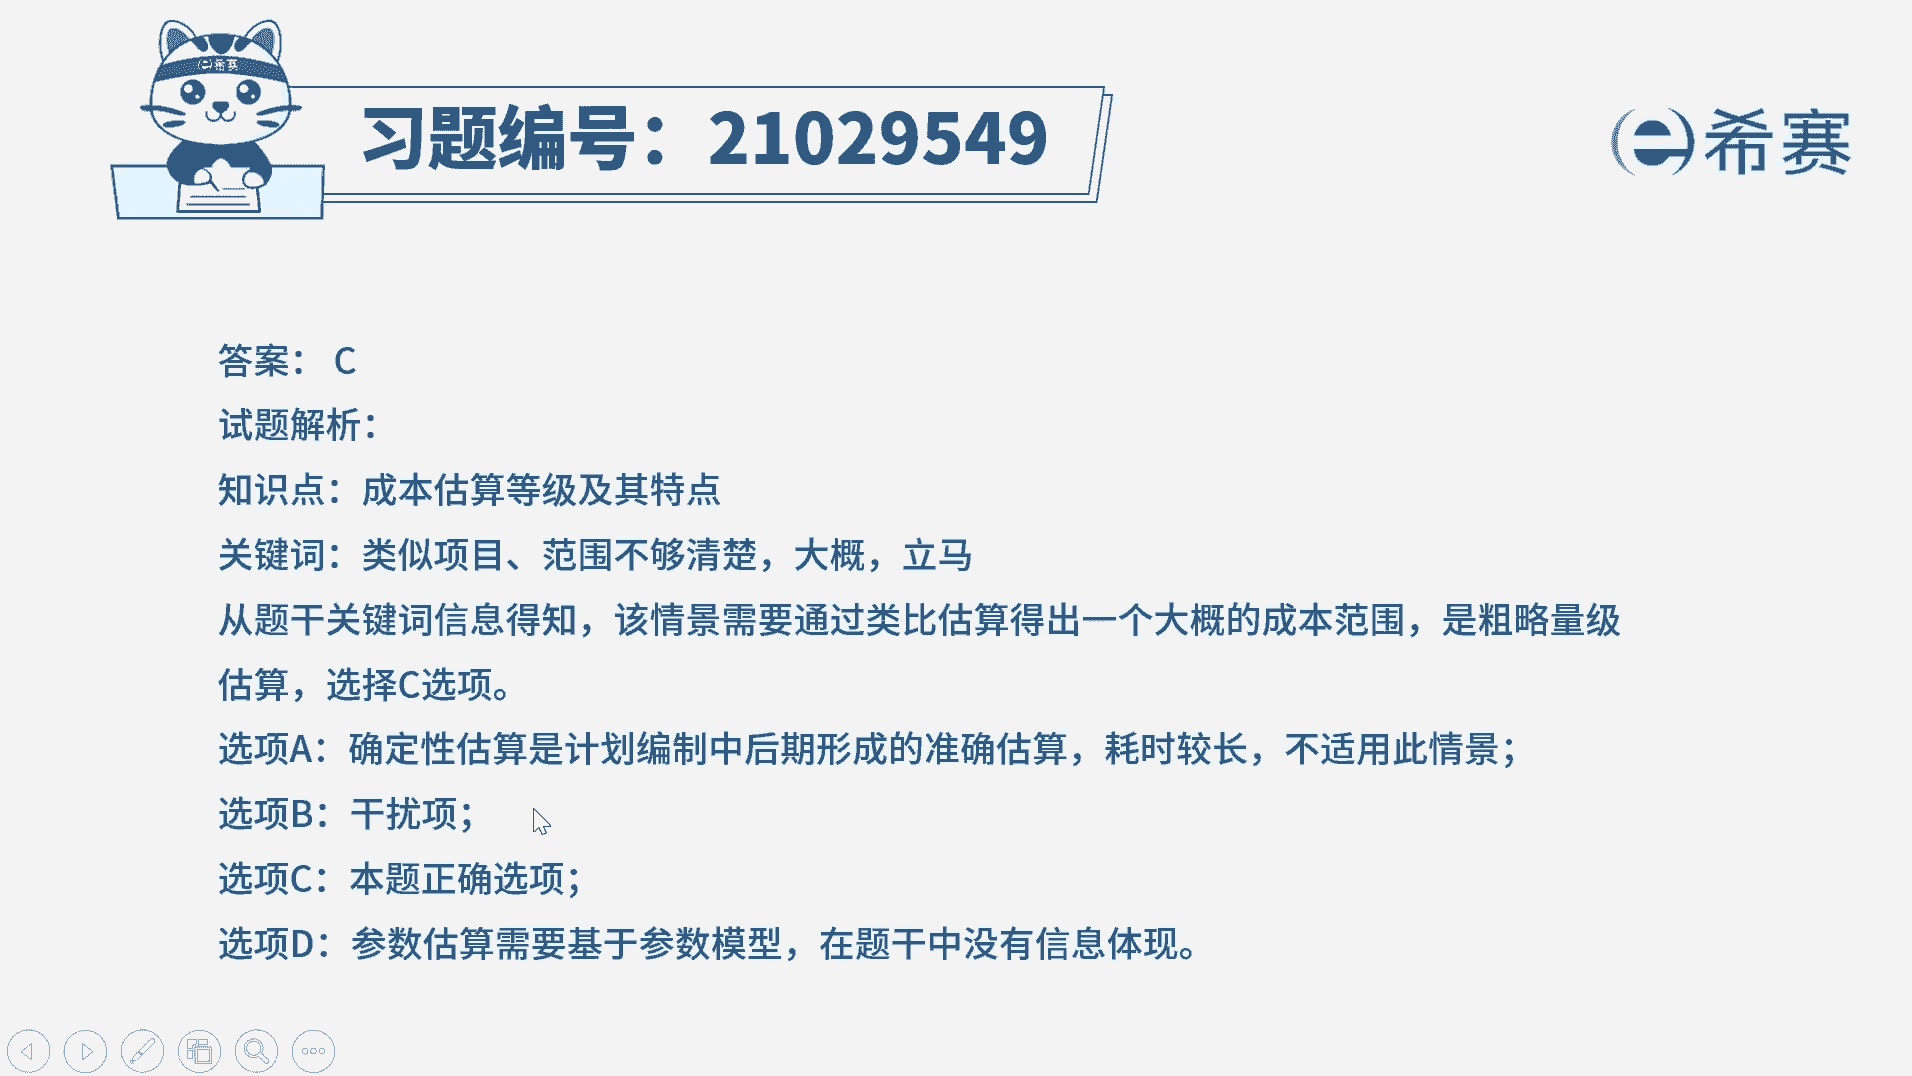 e希赛
习题编号：21029549
e希赛
答案： C
试题解析：
知识点：成本估算等级及其特点
关键词：类似项目、范围不够清楚，大概，立马
从题干关键词信息得知，该情景需要通过类比估算得出一个大概的成本范围，是粗略量级
估算，选择C选项。
选项A：确定性估算是计划编制中后期形成的准确估算，耗时较长，不适用此情景；
选项B：干扰项；
选项C：本题正确选项；
选项D：参数估算需要基于参数模型，在题干中没有信息体现。